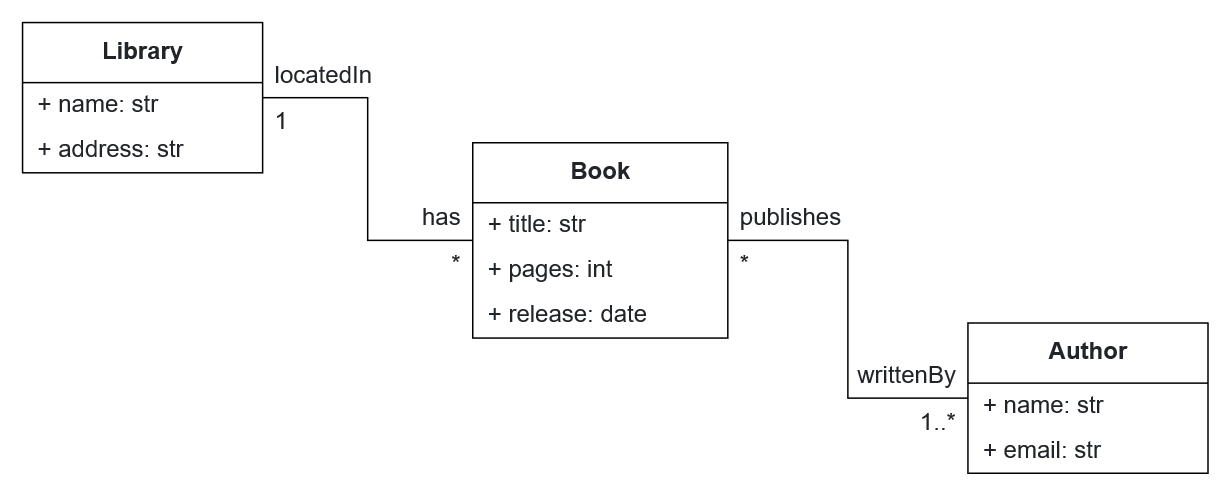 Library
+ name: str
+ address: str
locatedIn
1
has
*
Book
+ title: str
+ pages: int
+ release: date
publishes
*
writtenBy
1..*
Author
+ name: str
+ email: str